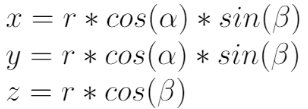 x = r * cos(α) * sin(β)
y = r * cos(α) * sin(β)
z = r * cos(β)